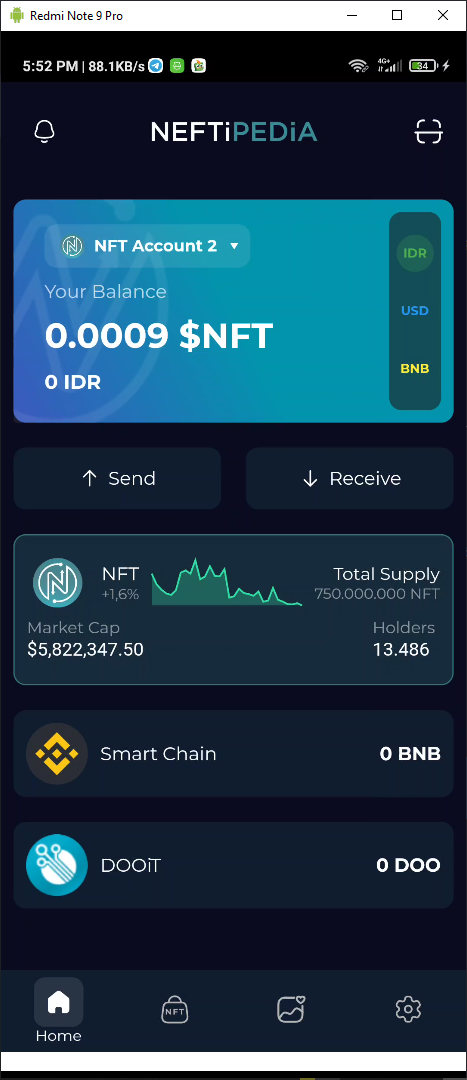 Redmi Note 9 Pro
5:52 PM | 88.1KB/s 4G+ 34
NEFTiPEDiA
NFT Account 2
IDR
Your Balance
USD
0.0009 $NFT
BNB
0 IDR
Send
Receive
NFT
Total Supply
+1,6%
750.000.000 NFT
Market Cap
Holders
$5,822,347.50
13.486
Smart Chain
0 BNB
DOOiT
0 DOO
NFT
Home